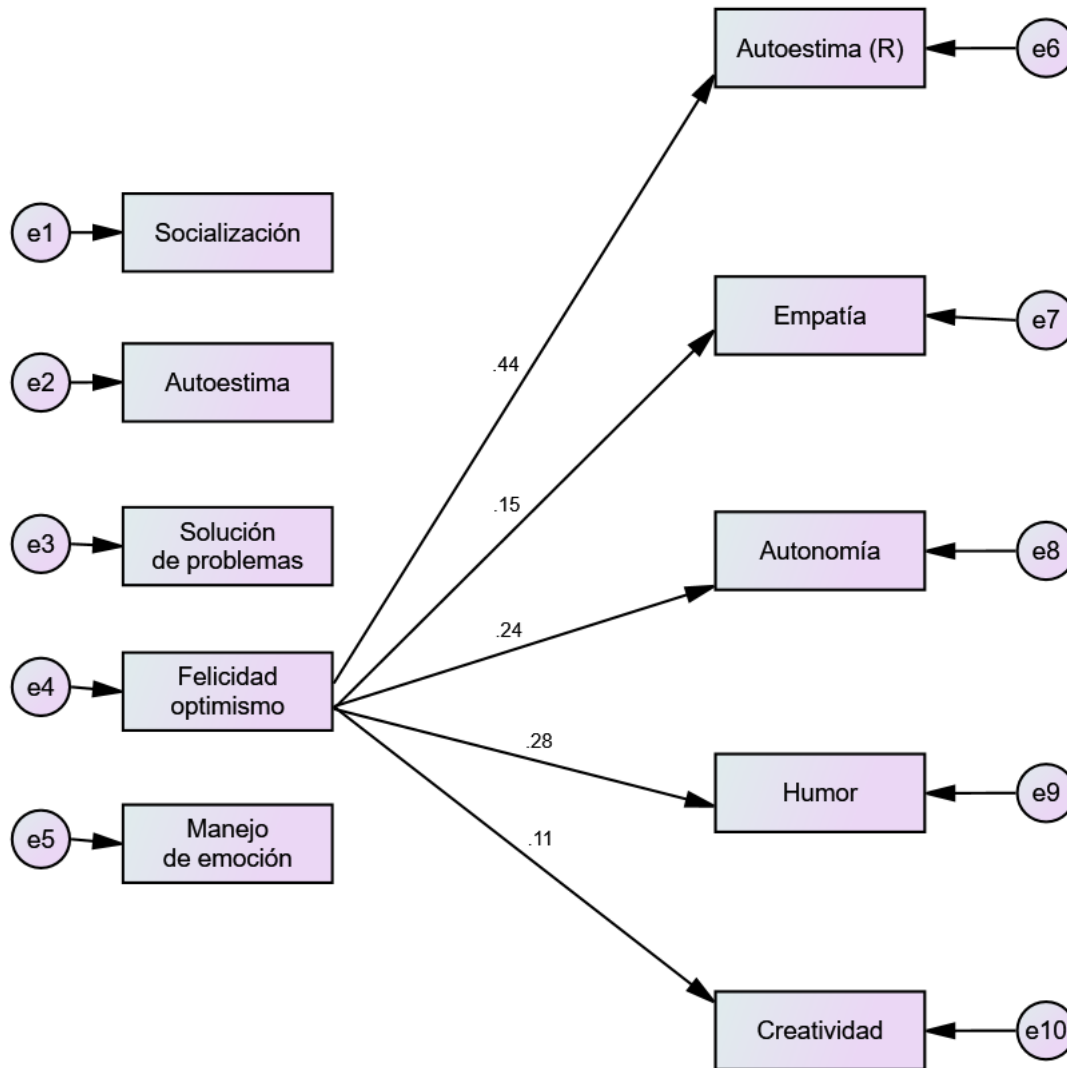 Autoestima (R)
e6
e1
Socialización
Empatía
e7
.44
e2
Autoestima
.15
e3
Solución
de problemas
Autonomía
e8
.24
e4
Felicidad
optimismo
.28
Humor
e9
e5
Manejo
de emoción
.11
Creatividad
e10